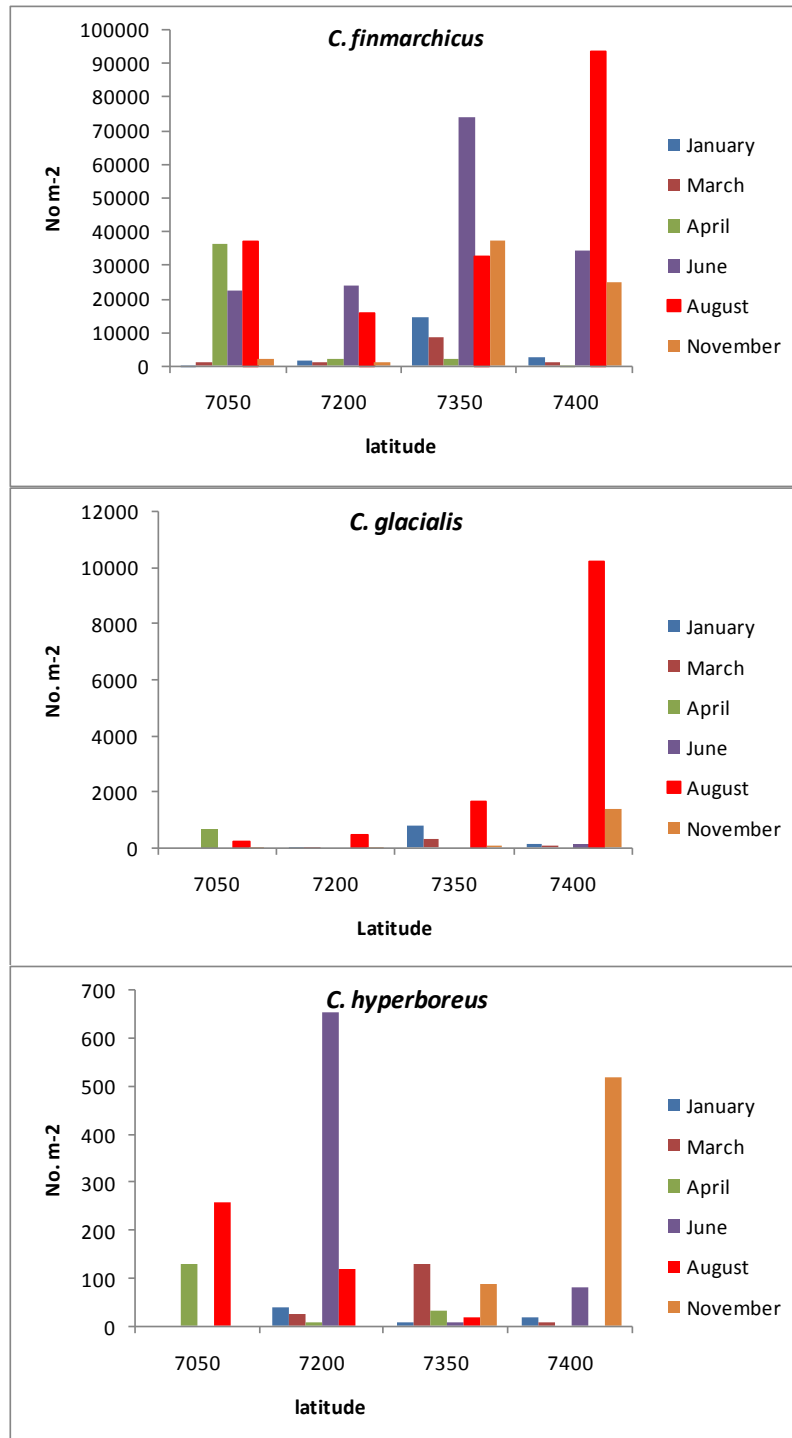 C. finmarchicus
100000
90000
80000
70000
60000
50000
40000
30000
20000
10000
0
No m-2
7050 7200 7350 7400
latitude
January
March
April
June
August
November
C. glacialis
12000
10000
8000
6000
4000
2000
0
No. m-2
7050 7200 7350 7400
Latitude
January
March
April
June
August
November
C. hyperboreus
700
600
500
400
300
200
100
0
No. m-2
7050 7200 7350 7400
latitude
January
March
April
June
August
November